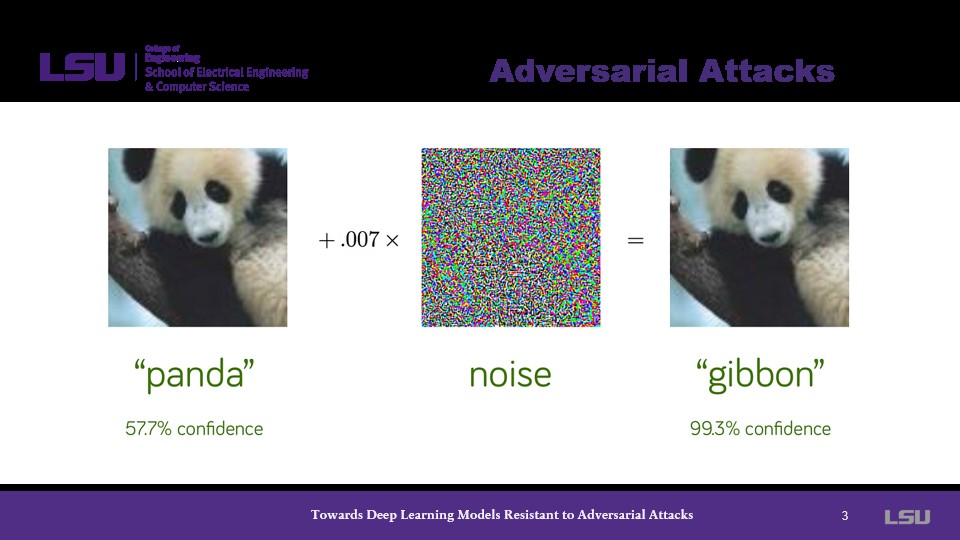 LSU
College of
Engineering
School of Electrical Engineering
& Computer Science
Adversarial Attacks
+ .007 ×
=
“panda”
noise
“gibbon”
57.7% confidence
99.3% confidence
Towards Deep Learning Models Resistant to Adversarial Attacks
3
LSU